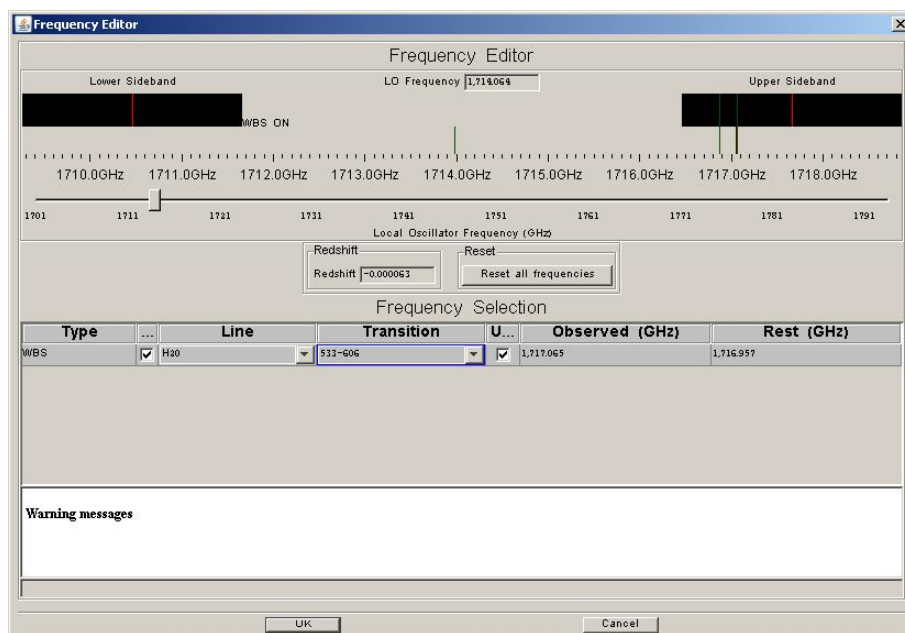 Frequency Editor
Frequency Editor
Lower Sideband
LO Frequency 1,714.064
Upper Sideband
WBS ON
1710.0GHz 1711.0GHz 1712.0GHz 1713.0GHz 1714.0GHz 1715.0GHz 1716.0GHz 1717.0GHz 1718.0GHz
1701 1711 1721 1731 1741 1751 1761 1771 1781 1791
Local Oscillator Frequency (GHz)
Redshift
Reset
Redshift -0.000063
Reset all frequencies
Frequency Selection
Type ... Line Transition U... Observed (GHz) Rest (GHz)
WBS H2O 533-606 1,717.065 1,716.957
Warning messages
UK Cancel